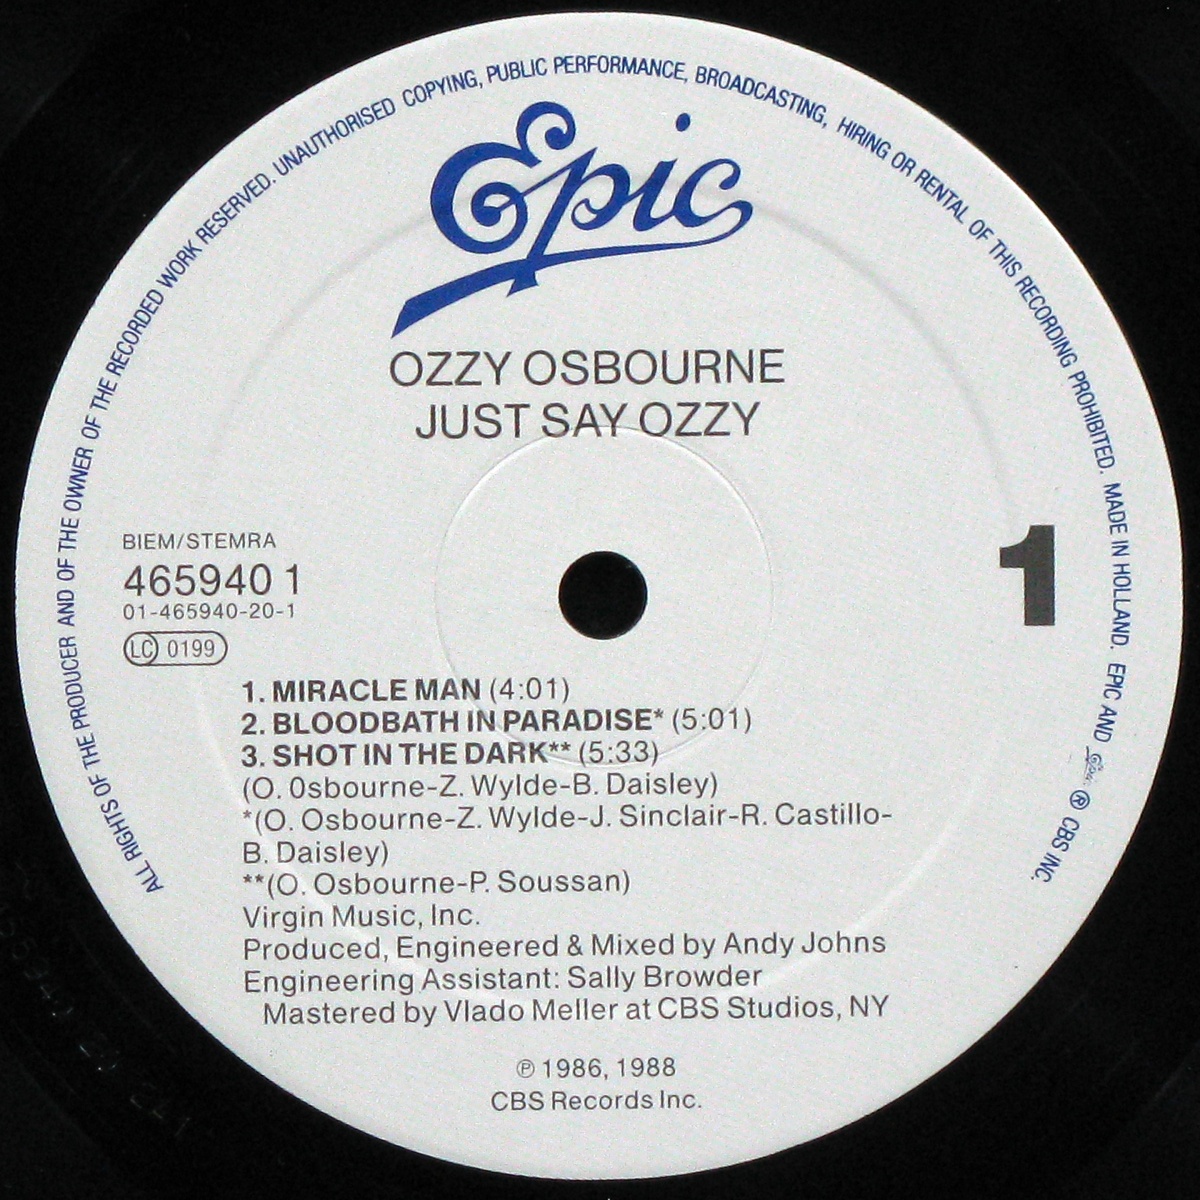 ALL RIGHTS OF THE PRODUCER AND OF THE OWNER OF THE RECORDED WORK RESERVED. UNAUTHORISED COPYING, PUBLIC PERFORMANCE, BROADCASTING, HIRING OR RENTAL OF THIS RECORDING PROHIBITED. MADE IN HOLLAND. EPIC AND Epic ® CBS INC.
Epic
OZZY OSBOURNE
JUST SAY OZZY
BIEM/STEMRA
465940 1
01-465940-20-1
LC 0199
1
1. MIRACLE MAN (4:01)
2. BLOODBATH IN PARADISE* (5:01)
3. SHOT IN THE DARK** (5:33)
(O. 0sbourne-Z. Wylde-B. Daisley)
*(O. Osbourne-Z. Wylde-J. Sinclair-R. Castillo-
B. Daisley)
**(O. Osbourne-P. Soussan)
Virgin Music, Inc.
Produced, Engineered & Mixed by Andy Johns
Engineering Assistant: Sally Browder
Mastered by Vlado Meller at CBS Studios, NY
℗ 1986, 1988
CBS Records Inc.